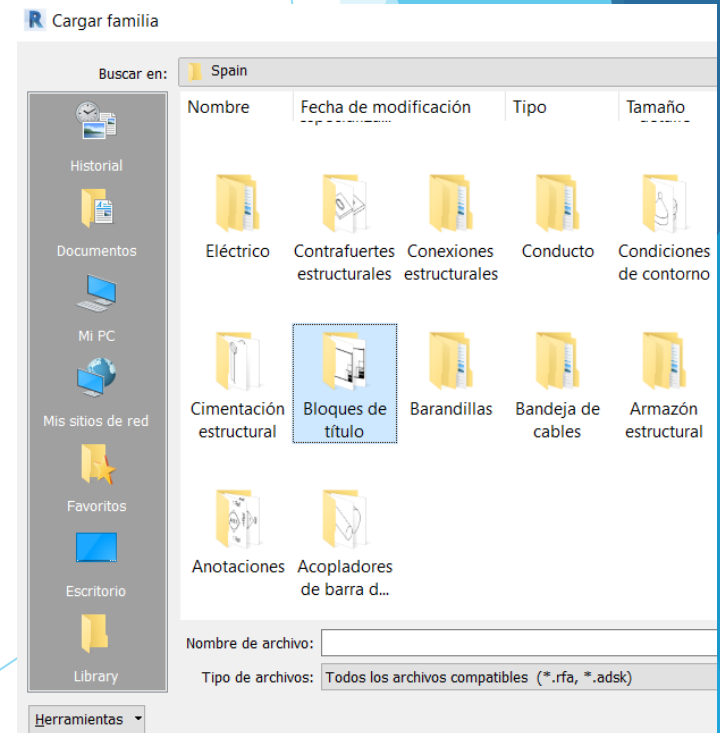 R Cargar familia
Buscar en: Spain
Nombre Fecha de modificación Tipo Tamaño
Historial
Documentos
Mi PC
Mis sitios de red
Favoritos
Escritorio
Library
Eléctrico
Contrafuertes
estructurales
Conexiones
estructurales
Conducto
Condiciones
de contorno
Cimentación
estructural
Bloques de
título
Barandillas
Bandeja de
cables
Armazón
estructural
Anotaciones
Acopladores
de barra d...
Nombre de archivo:
Tipo de archivos: Todos los archivos compatibles (*.rfa, *.adsk)
Herramientas